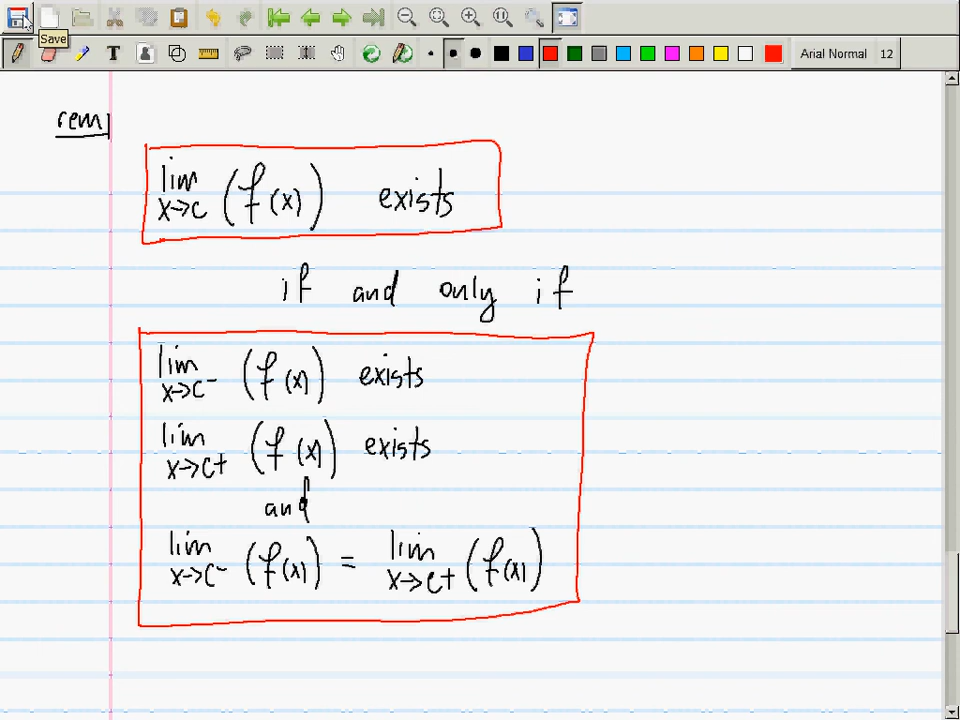 Save
Arial Normal 12
rem
lim x→c (f(x)) exists
if and only if
lim x→c⁻ (f(x)) exists
lim x→c+ (f(x)) exists
and
lim x→c⁻ (f(x)) = lim x→c+ (f(x))